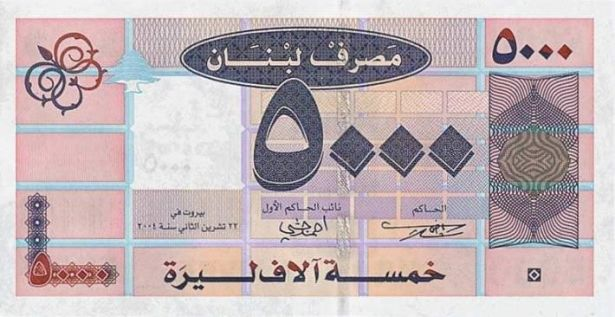 مصرف لبنان
٥٠٠٠
٥٠٠٠
الحاكم
نائب الحاكم الأول
بيروت في
٢٢ تشرين الثاني سنة ٢٠٠٤
خمسة آلاف ليرة
٥٠٠٠